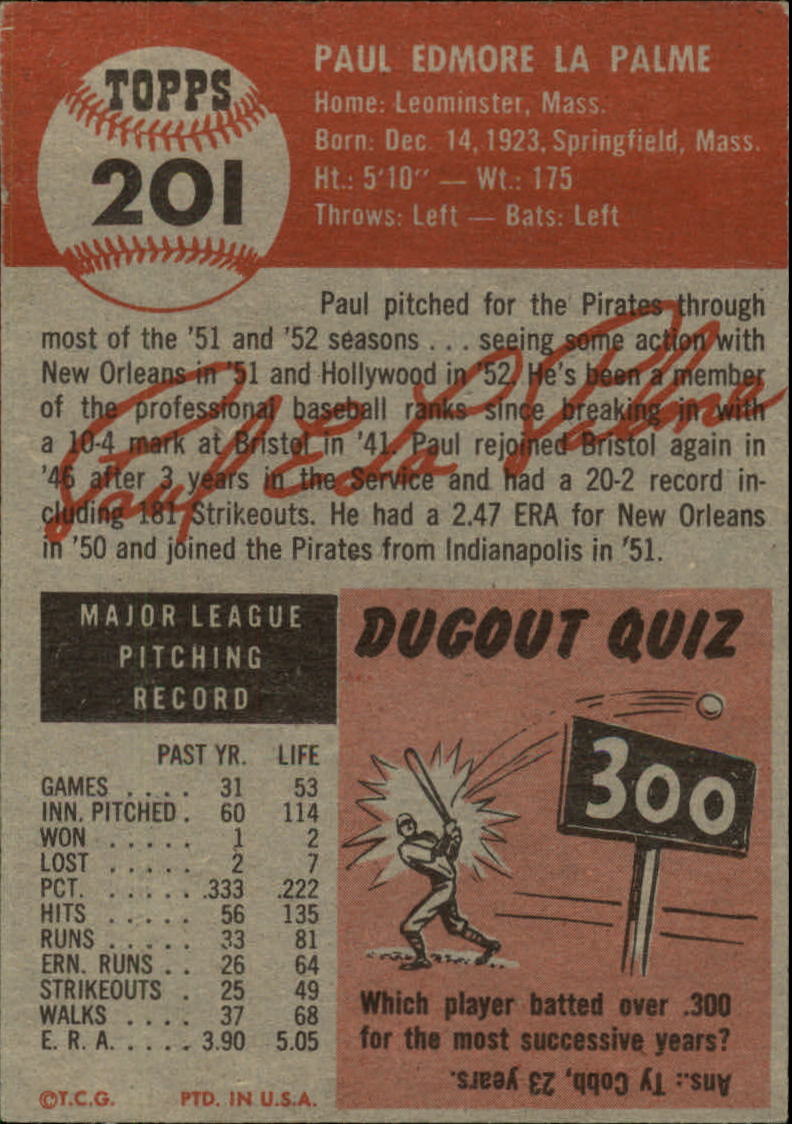 TOPPS
201
PAUL EDMORE LA PALME
Home: Leominster, Mass.
Born: Dec. 14, 1923, Springfield, Mass.
Ht.: 5'10" — Wt.: 175
Throws: Left — Bats: Left
Paul pitched for the Pirates through
most of the '51 and '52 seasons . . . seeing some action with
New Orleans in '51 and Hollywood in '52. He's been a member
of the professional baseball ranks since breaking in with
a 10-4 mark at Bristol in '41. Paul rejoined Bristol again in
'46 after 3 years in the Service and had a 20-2 record in-
cluding 181 Strikeouts. He had a 2.47 ERA for New Orleans
in '50 and joined the Pirates from Indianapolis in '51.
Paul E La Palme
MAJOR LEAGUE
PITCHING
RECORD
PAST YR. LIFE
GAMES . . . . 31 53
INN. PITCHED . 60 114
WON . . . . . 1 2
LOST . . . . . 2 7
PCT. . . . . . .333 .222
HITS . . . . . 56 135
RUNS . . . . . 33 81
ERN. RUNS . . 26 64
STRIKEOUTS . 25 49
WALKS . . . . 37 68
E. R. A. . . . . 3.90 5.05
©T.C.G. PTD. IN U.S.A.
DUGOUT QUIZ
300
Which player batted over .300
for the most successive years?
Ans.: Ty Cobb, 23 years.